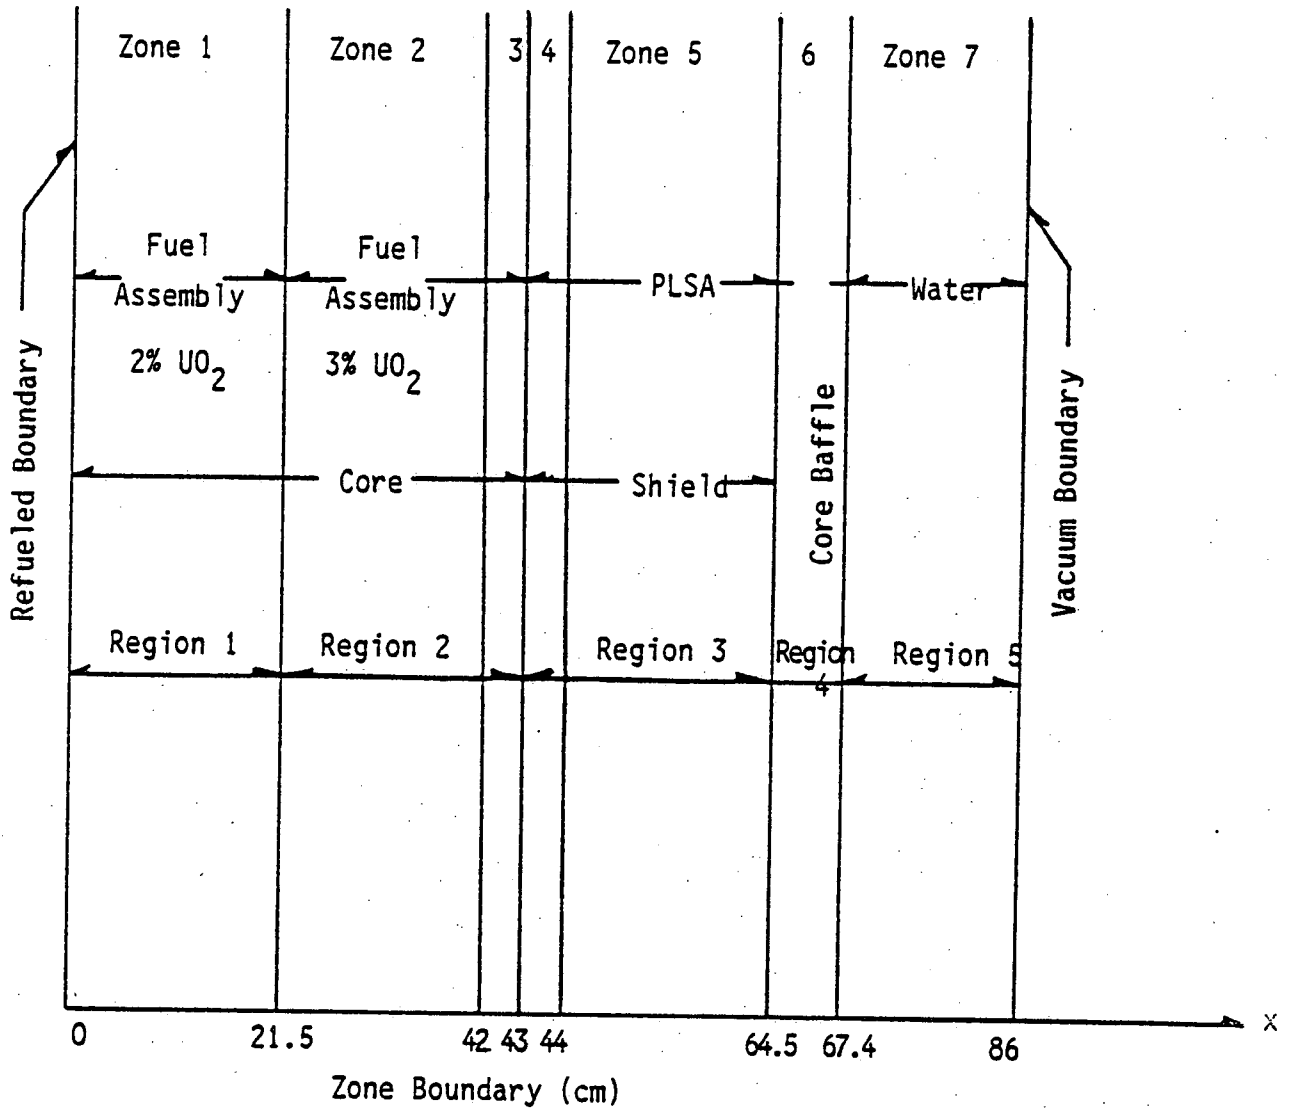 Zone 1 Zone 2 3 4 Zone 5 6 Zone 7
Fuel Fuel
Assembly Assembly PLSA Water
2% UO2 3% UO2
Refueled Boundary
Core Baffle
Vacuum Boundary
Core Shield
Region 1 Region 2 Region 3 Region Region 5
4
0 21.5 42 43 44 64.5 67.4 86 X
Zone Boundary (cm)